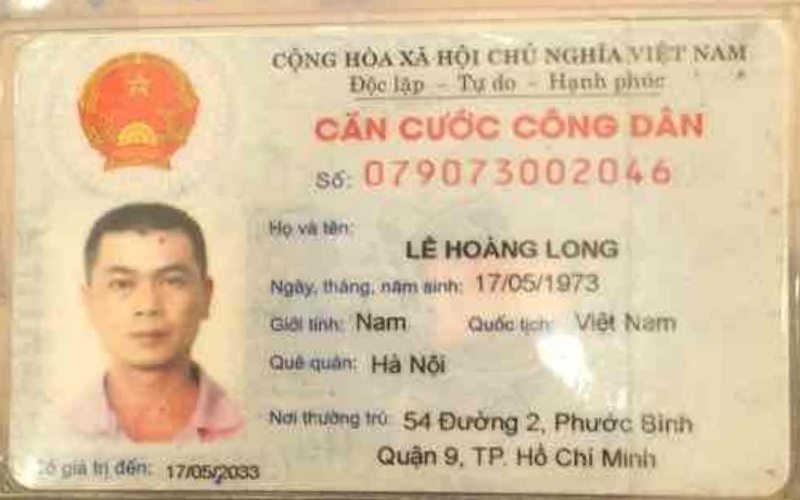 CỘNG HÒA XÃ HỘI CHỦ NGHĨA VIỆT NAM
Độc lập - Tự do - Hạnh phúc
CĂN CƯỚC CÔNG DÂN
Số: 079073002046
Họ và tên:
LÊ HOÀNG LONG
Ngày, tháng, năm sinh: 17/05/1973
Giới tính: Nam Quốc tịch: Việt Nam
Quê quán: Hà Nội
Nơi thường trú: 54 Đường 2, Phước Bình
Quận 9, TP. Hồ Chí Minh
Có giá trị đến: 17/05/2033